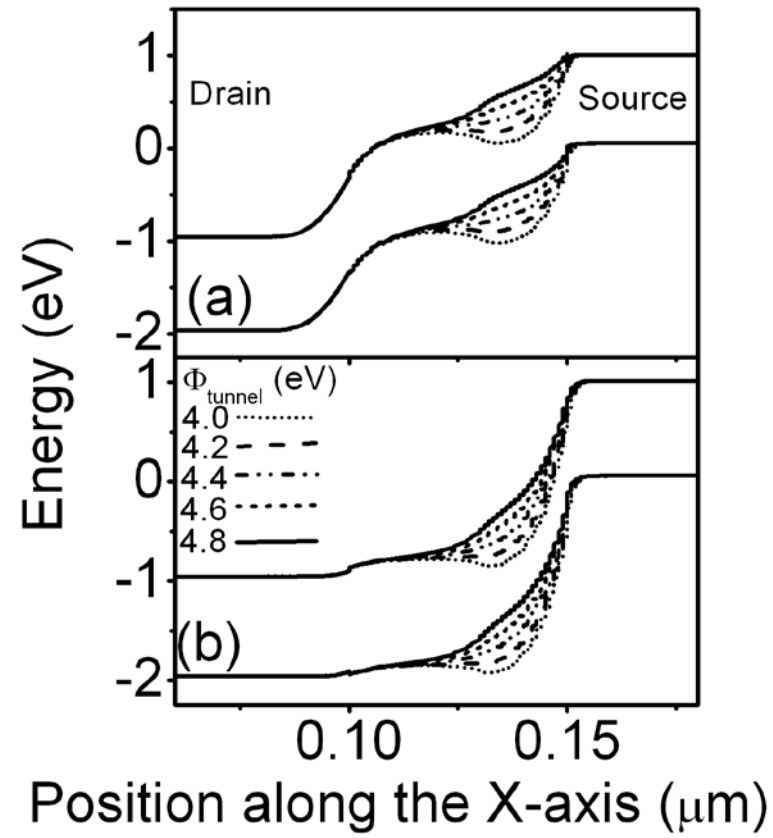 1
Drain
Source
0
-1
(a)
-2
Energy (eV)
1
Φtunnel (eV)
4.0
4.2
0
4.4
4.6
4.8
-1
(b)
-2
0.10
0.15
Position along the X-axis (μm)